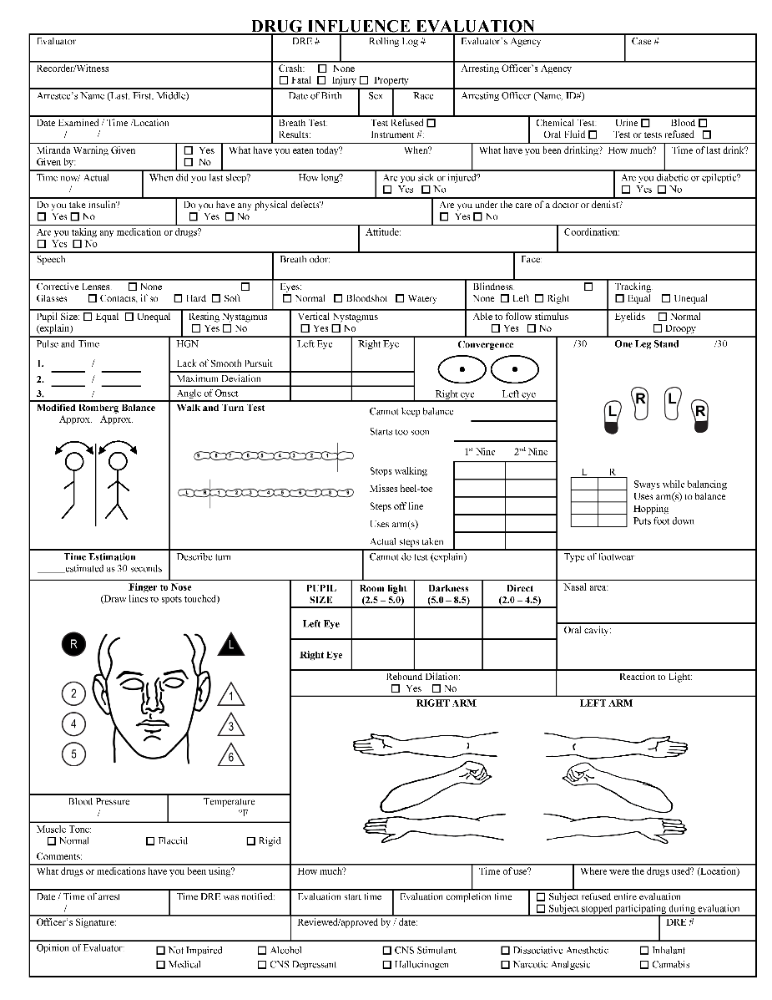 DRUG INFLUENCE EVALUATION
Evaluator DRE # Rolling Log # Evaluator's Agency Case #
Recorder/Witness Crash: ☐ None Arresting Officer's Agency
☐ Fatal ☐ Injury ☐ Property
Arrestee's Name (Last, First, Middle) Date of Birth Sex Race Arresting Officer (Name, ID#)
Date Examined / Time /Location Breath Test: Test Refused ☐ Chemical Test: Urine ☐ Blood ☐
/ / Results: Instrument #: Oral Fluid ☐ Test or tests refused ☐
Miranda Warning Given ☐ Yes What have you eaten today? When? What have you been drinking? How much? Time of last drink?
Given by: ☐ No
Time now/ Actual When did you last sleep? How long? Are you sick or injured? Are you diabetic or epileptic?
/ ☐ Yes ☐ No ☐ Yes ☐ No
Do you take insulin? Do you have any physical defects? Are you under the care of a doctor or dentist?
☐ Yes ☐ No ☐ Yes ☐ No ☐ Yes ☐ No
Are you taking any medication or drugs? Attitude: Coordination:
☐ Yes ☐ No
Speech Breath odor: Face:
Corrective Lenses: ☐ None ☐ Eyes: Blindness ☐ Tracking
Glasses ☐ Contacts, if so ☐ Hard ☐ Soft ☐ Normal ☐ Bloodshot ☐ Watery None ☐ Left ☐ Right ☐ Equal ☐ Unequal
Pupil Size: ☐ Equal ☐ Unequal Resting Nystagmus Vertical Nystagmus Able to follow stimulus Eyelids ☐ Normal
(explain) ☐ Yes ☐ No ☐ Yes ☐ No ☐ Yes ☐ No ☐ Droopy
Pulse and Time HGN Left Eye Right Eye Convergence /30 One Leg Stand /30
1. ______ / ______ Lack of Smooth Pursuit
2. ______ / ______ Maximum Deviation
3. ______ / ______ Angle of Onset Right eye Left eye
L R L R
Modified Romberg Balance Walk and Turn Test Cannot keep balance ______
Approx. Approx. Starts too soon ______
1st Nine 2nd Nine
9 8 7 6 5 4 3 2 1
L R 1 2 3 4 5 6 7 8 9
Stops walking
Misses heel-toe
Steps off line
Uses arm(s)
Actual steps taken
L R
Sways while balancing
Uses arm(s) to balance
Hopping
Puts foot down
Time Estimation Describe turn Cannot do test (explain) Type of footwear
______estimated as 30 seconds
Finger to Nose
(Draw lines to spots touched)
R L
2 1
4 3
5 6
PUPIL SIZE Room light (2.5 – 5.0) Darkness (5.0 – 8.5) Direct (2.0 – 4.5)
Left Eye
Right Eye
Nasal area:
Oral cavity:
Rebound Dilation: Reaction to Light:
☐ Yes ☐ No
RIGHT ARM LEFT ARM
Blood Pressure Temperature
/ °F
Muscle Tone:
☐ Normal ☐ Flaccid ☐ Rigid
Comments:
What drugs or medications have you been using? How much? Time of use? Where were the drugs used? (Location)
Date / Time of arrest Time DRE was notified: Evaluation start time Evaluation completion time ☐ Subject refused entire evaluation
/ ☐ Subject stopped participating during evaluation
Officer's Signature: Reviewed/approved by / date: DRE #
Opinion of Evaluator: ☐ Not Impaired ☐ Alcohol ☐ CNS Stimulant ☐ Dissociative Anesthetic ☐ Inhalant
☐ Medical ☐ CNS Depressant ☐ Hallucinogen ☐ Narcotic Analgesic ☐ Cannabis